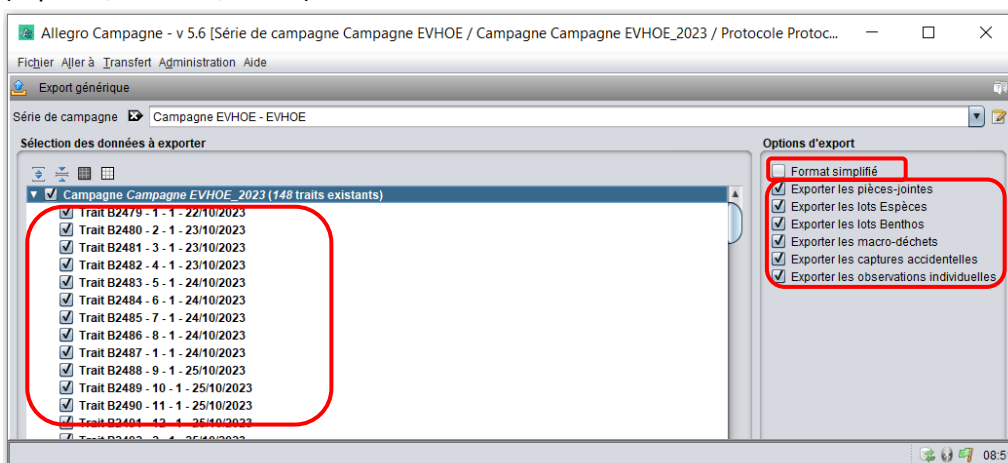 Allegro Campagne - v 5.6 [Série de campagne Campagne EVHOE / Campagne Campagne EVHOE_2023 / Protocole Protoc...
Fichier Aller à Transfert Administration Aide
Export générique
Série de campagne Campagne EVHOE - EVHOE
Sélection des données à exporter
Options d'export
Campagne Campagne EVHOE_2023 (148 traits existants)
Trait B2479 - 1 - 1 - 22/10/2023
Trait B2480 - 2 - 1 - 23/10/2023
Trait B2481 - 3 - 1 - 23/10/2023
Trait B2482 - 4 - 1 - 23/10/2023
Trait B2483 - 5 - 1 - 24/10/2023
Trait B2484 - 6 - 1 - 24/10/2023
Trait B2485 - 7 - 1 - 24/10/2023
Trait B2486 - 8 - 1 - 24/10/2023
Trait B2487 - 1 - 1 - 24/10/2023
Trait B2488 - 9 - 1 - 25/10/2023
Trait B2489 - 10 - 1 - 25/10/2023
Trait B2490 - 11 - 1 - 25/10/2023
Trait B2491 - 12 - 1 - 25/10/2023
Format simplifié
Exporter les pièces-jointes
Exporter les lots Espèces
Exporter les lots Benthos
Exporter les macro-déchets
Exporter les captures accidentelles
Exporter les observations individuelles